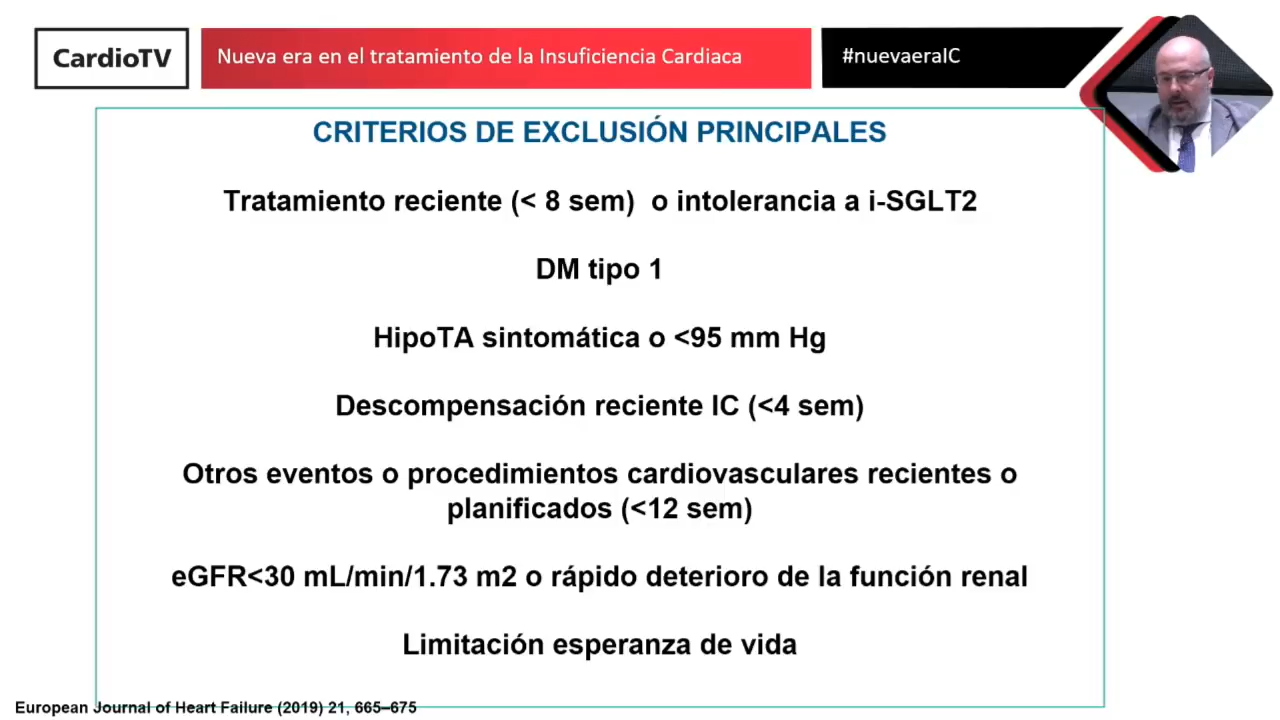 CardioTV
Nueva era en el tratamiento de la Insuficiencia Cardiaca
#nuevaeraIC
CRITERIOS DE EXCLUSIÓN PRINCIPALES
Tratamiento reciente (< 8 sem) o intolerancia a i-SGLT2
DM tipo 1
HipoTA sintomática o <95 mm Hg
Descompensación reciente IC (<4 sem)
Otros eventos o procedimientos cardiovasculares recientes o
planificados (<12 sem)
eGFR<30 mL/min/1.73 m2 o rápido deterioro de la función renal
Limitación esperanza de vida
European Journal of Heart Failure (2019) 21, 665–675